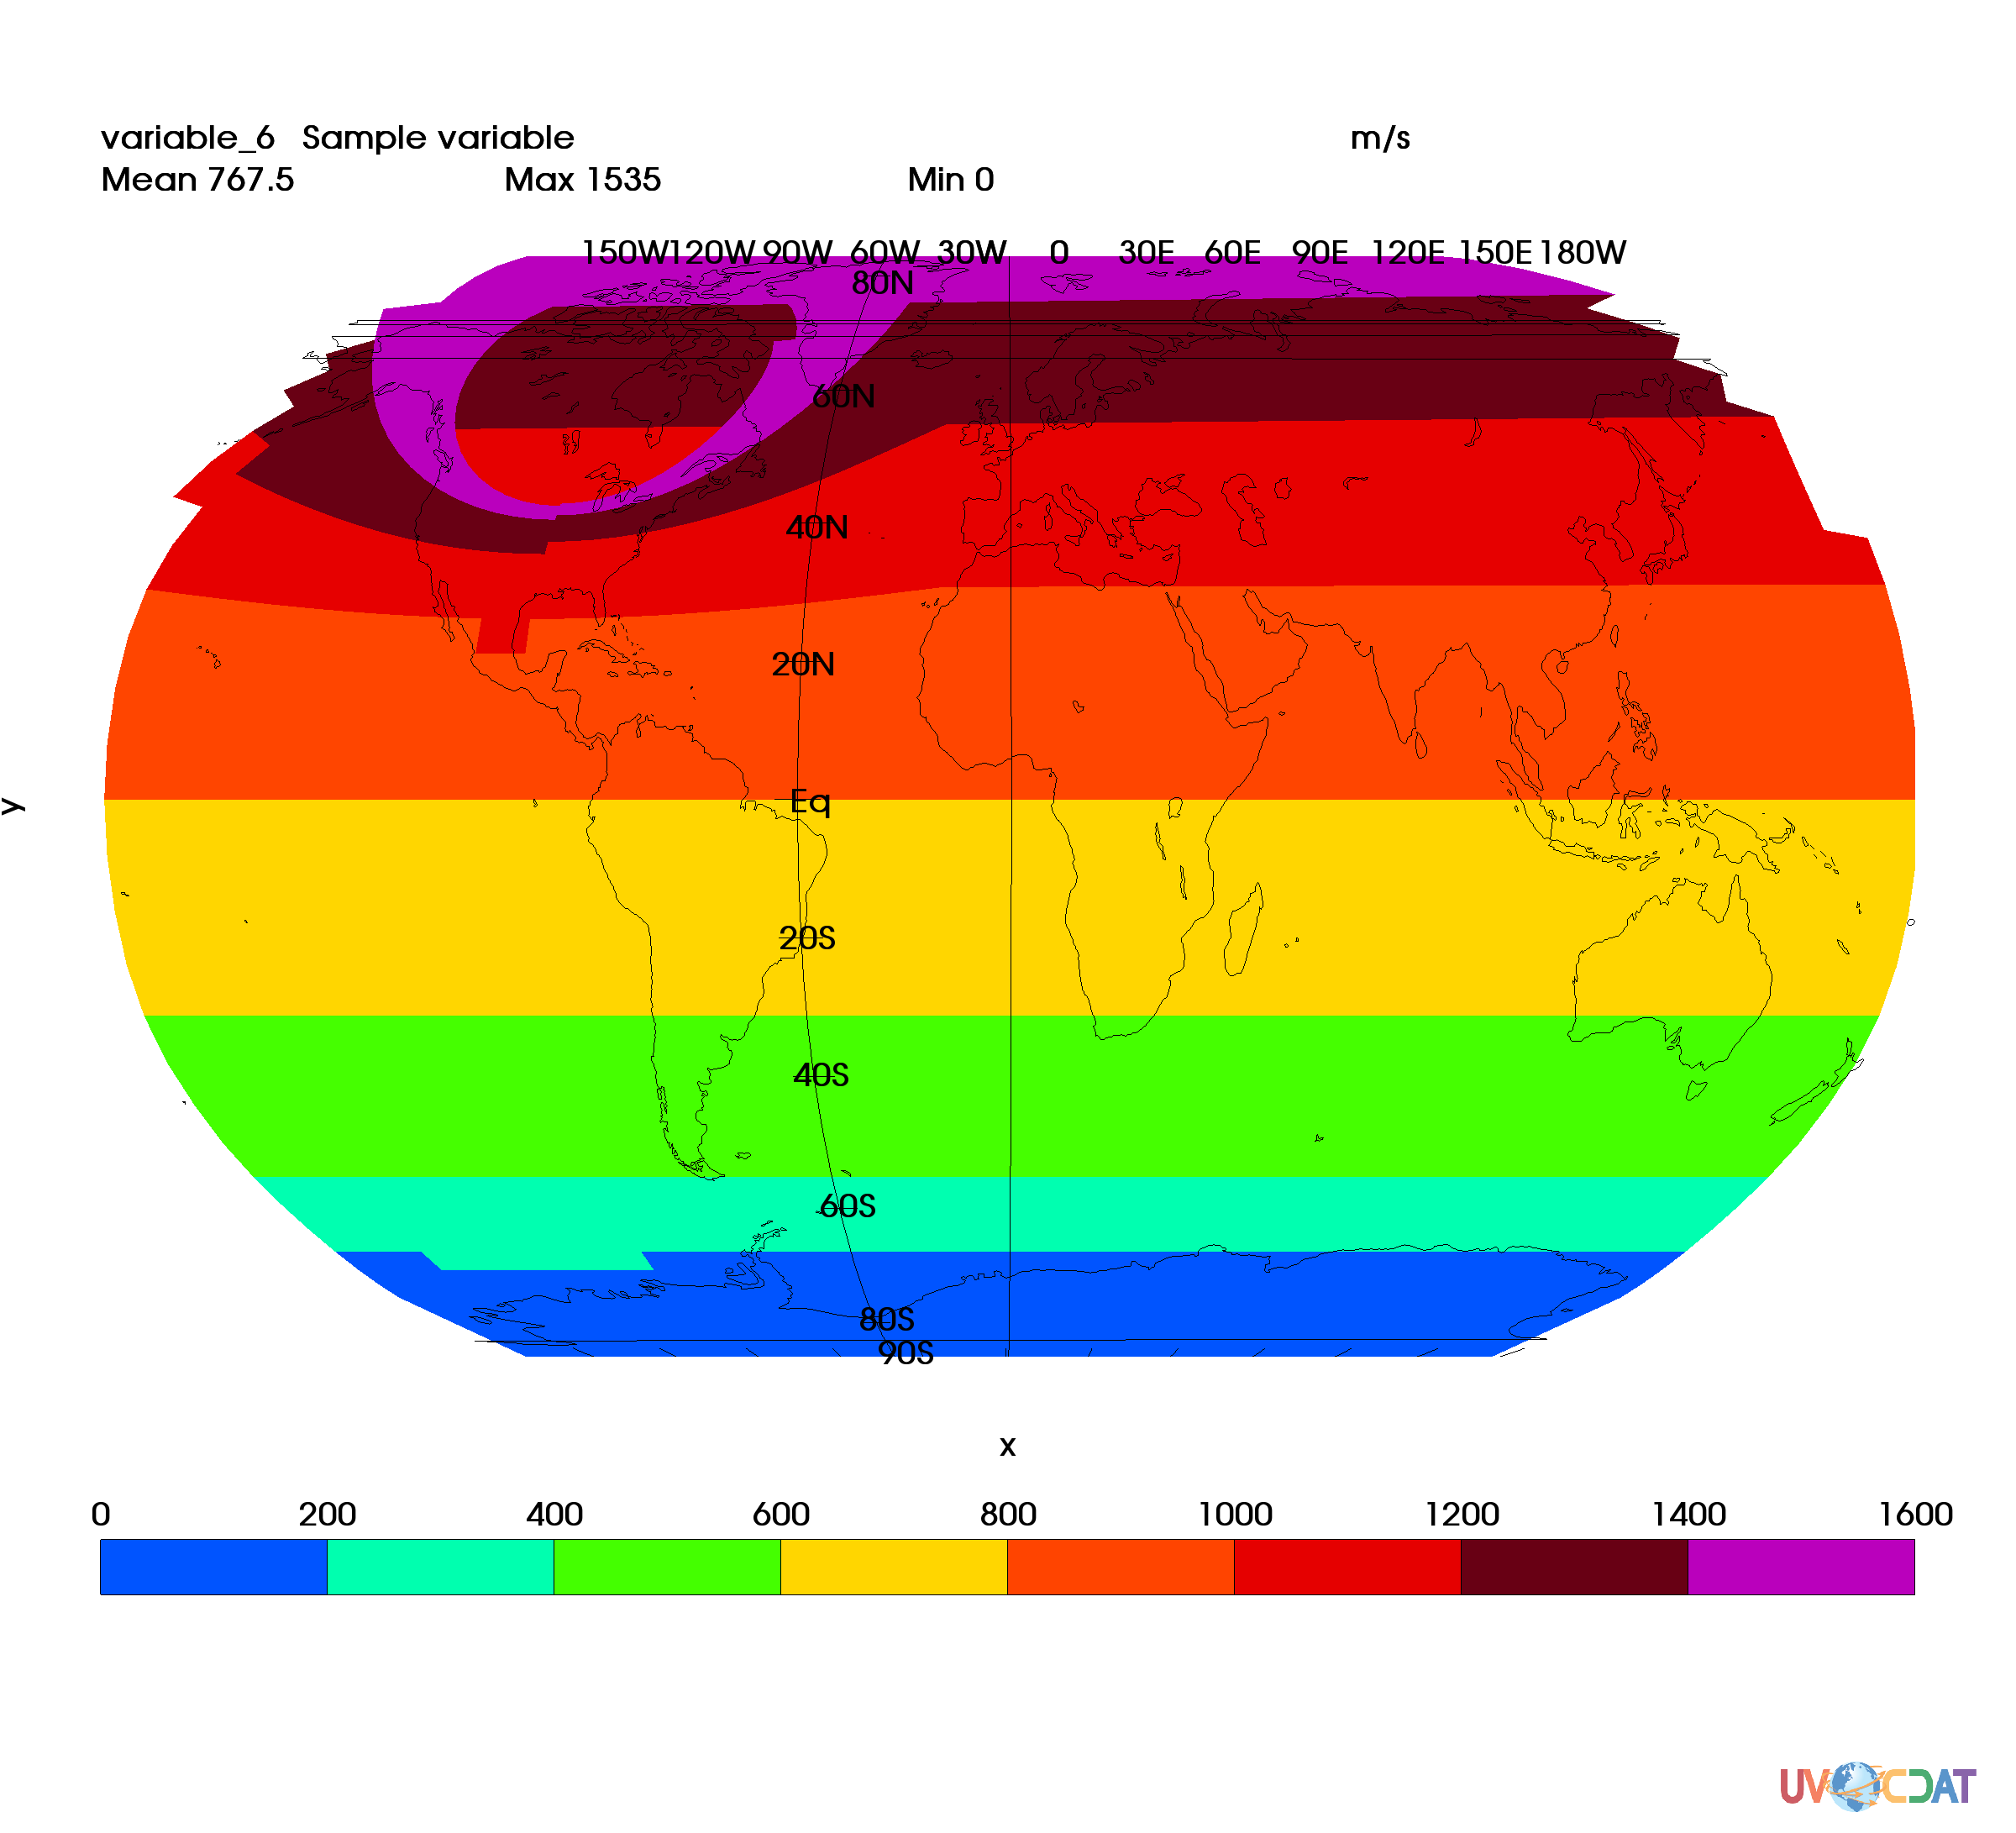 variable_6 Sample variable m/s
Mean 767.5 Max 1535 Min 0
150W 120W 90W 60W 30W 0 30E 60E 90E 120E 150E 180W
80N
60N
40N
20N
Eq
y
20S
40S
60S
80S
90S
x
0 200 400 600 800 1000 1200 1400 1600
UV CDAT